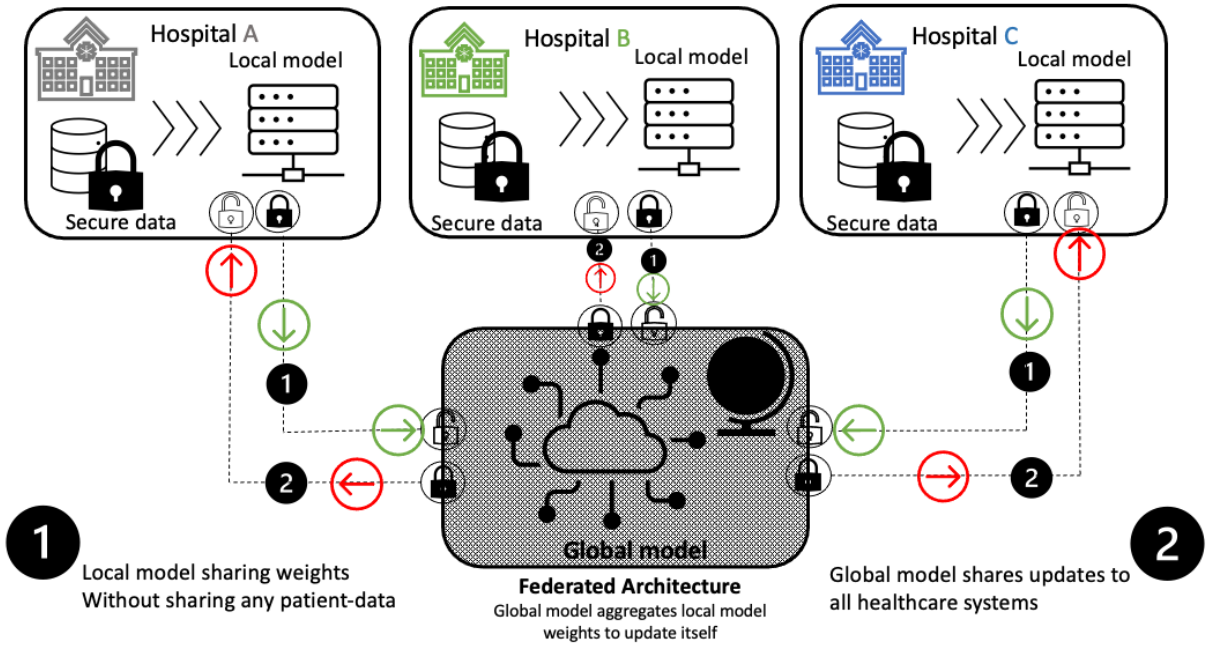 Hospital A
Local model
Secure data
Hospital B
Local model
Secure data
Hospital C
Local model
Secure data
2
1
1
1
2
2
Global model
1
Local model sharing weights
Without sharing any patient-data
Federated Architecture
Global model aggregates local model
weights to update itself
2
Global model shares updates to
all healthcare systems